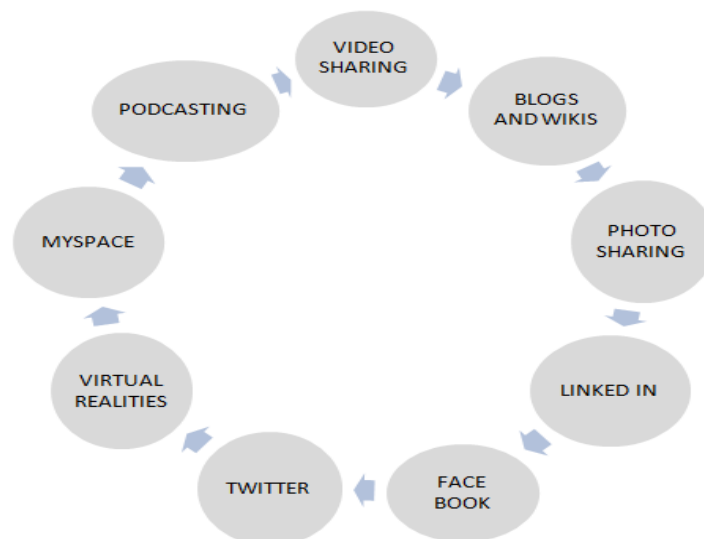 VIDEO
SHARING
BLOGS
AND WIKIS
PHOTO
SHARING
LINKED IN
FACE
BOOK
TWITTER
VIRTUAL
REALITIES
MYSPACE
PODCASTING